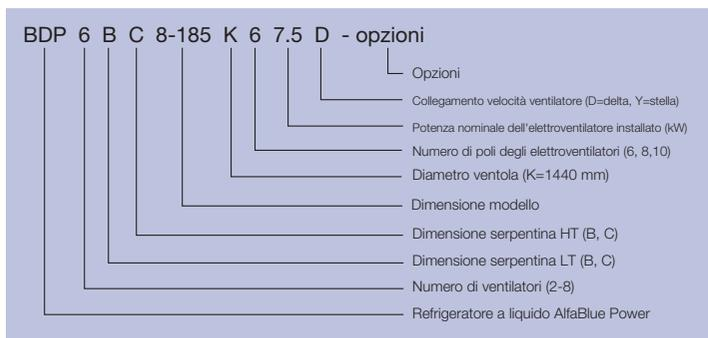 BDP 6 B C 8-185 K 6 7.5 D - opzioni
Opzioni
Collegamento velocità ventilatore (D=delta, Y=stella)
Potenza nominale dell'elettroventilatore installato (kW)
Numero di poli degli elettroventilatori (6, 8,10)
Diametro ventola (K=1440 mm)
Dimensione modello
Dimensione serpentina HT (B, C)
Dimensione serpentina LT (B, C)
Numero di ventilatori (2-8)
Refrigeratore a liquido AlfaBlue Power